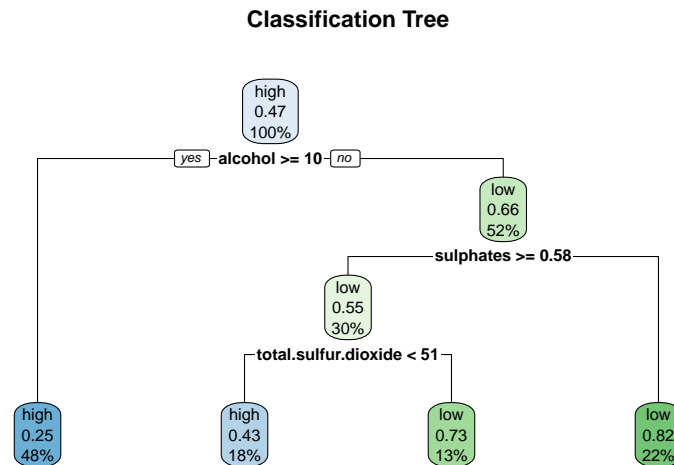 Classification Tree
high
0.47
100%
yes alcohol >= 10 no
low
0.66
52%
sulphates >= 0.58
low
0.55
30%
total.sulfur.dioxide < 51
high
0.25
48%
high
0.43
18%
low
0.73
13%
low
0.82
22%